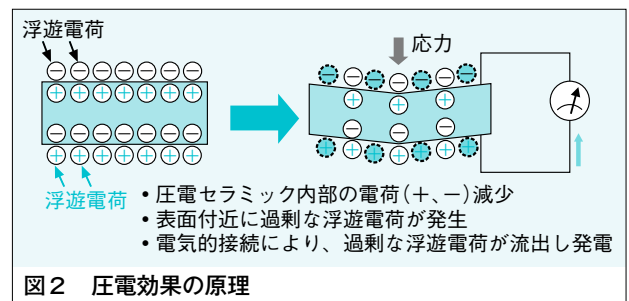 浮遊電荷
応力
浮遊電荷
• 圧電セラミック内部の電荷(+、−)減少
• 表面付近に過剰な浮遊電荷が発生
• 電気的接続により、過剰な浮遊電荷が流出し発電
図2 圧電効果の原理